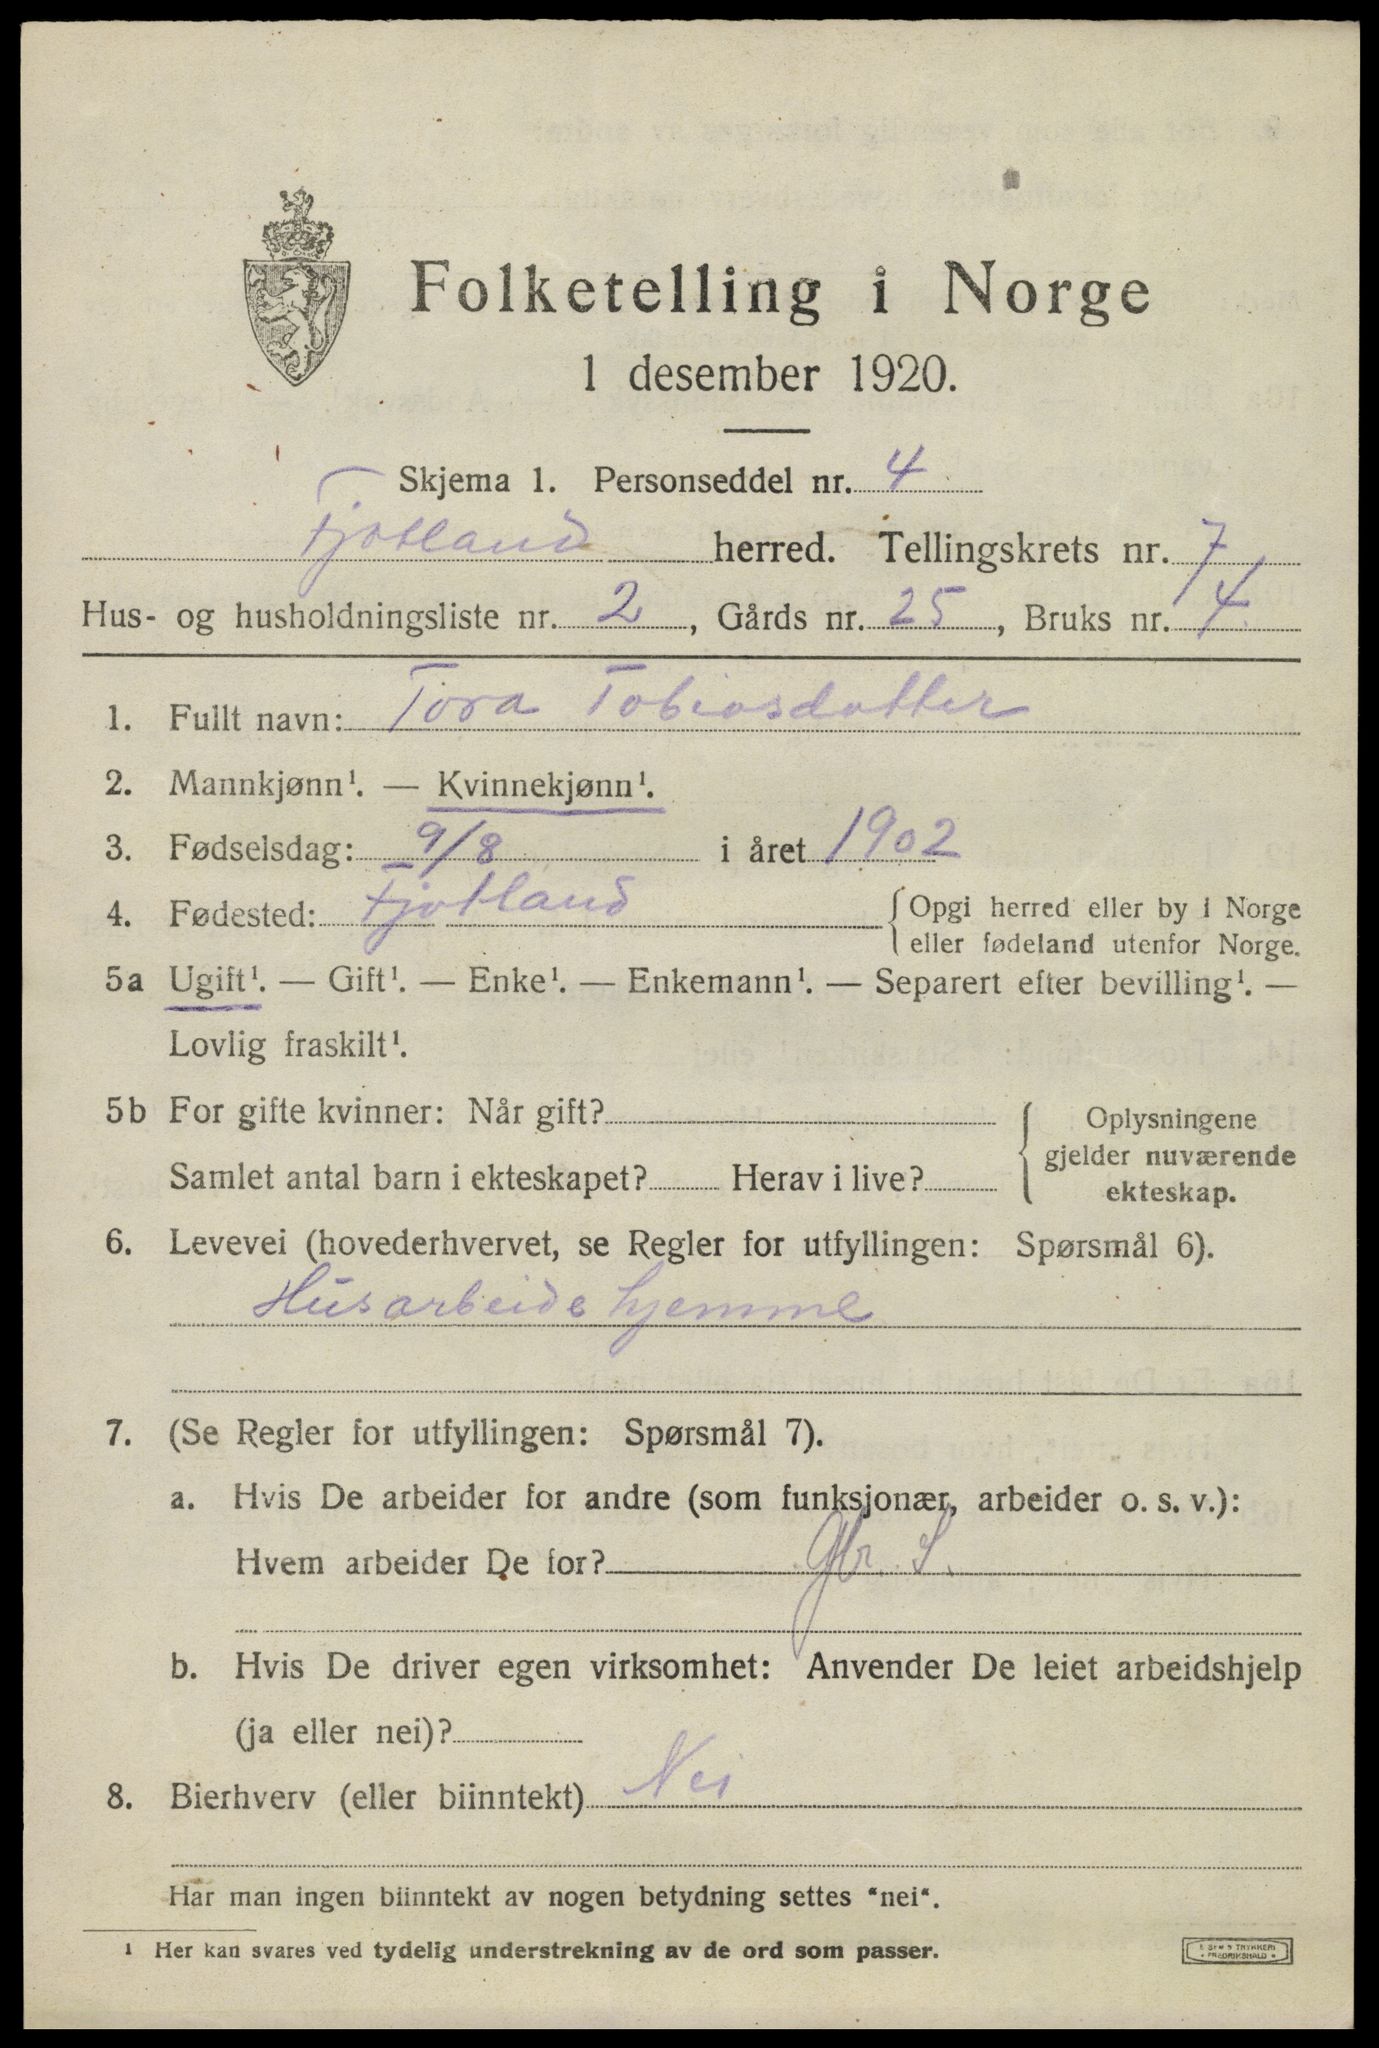 Folketelling i Norge
1 desember 1920.
Skjema 1. Personseddel nr. 4
Fjotland herred. Tellingskrets nr. 7
Hus- og husholdningsliste nr. 2, Gårds nr. 25, Bruks nr. 4.
1. Fullt navn: Tora Tobiasdatter
2. Mannkjønn¹. — Kvinnekjønn¹.
3. Fødselsdag: 9/8 i året 1902
4. Fødested: Fjotland {Opgi herred eller by i Norge
eller fødeland utenfor Norge.
5a Ugift¹. — Gift¹. — Enke¹. — Enkemann¹. — Separert efter bevilling¹. —
Lovlig fraskilt¹.
5b For gifte kvinner: Når gift?
Samlet antal barn i ekteskapet? Herav i live?
Oplysningene
gjelder nuværende
ekteskap.
6. Levevei (hovederhvervet, se Regler for utfyllingen: Spørsmål 6).
Husarbeide hjemme
7. (Se Regler for utfyllingen: Spørsmål 7).
a. Hvis De arbeider for andre (som funksjonær, arbeider o. s. v.):
Hvem arbeider De for? Gbr. S.
b. Hvis De driver egen virksomhet: Anvender De leiet arbeidshjelp
(ja eller nei)?
8. Bierhverv (eller biinntekt) Nei
Har man ingen biinntekt av nogen betydning settes "nei".
1 Her kan svares ved tydelig understrekning av de ord som passer.
TRYKKERI
FREDRIKSHALD